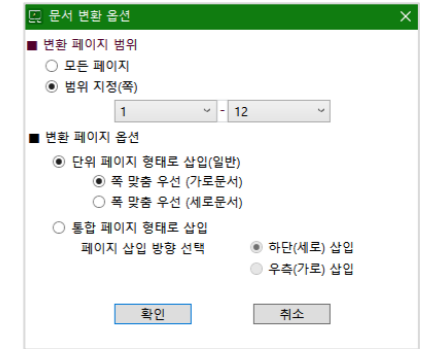 문서 변환 옵션
■ 변환 페이지 범위
모든 페이지
범위 지정(쪽)
1 - 12
■ 변환 페이지 옵션
단위 페이지 형태로 삽입(일반)
쪽 맞춤 우선 (가로문서)
폭 맞춤 우선 (세로문서)
통합 페이지 형태로 삽입
페이지 삽입 방향 선택 하단(세로) 삽입
우측(가로) 삽입
확인 취소